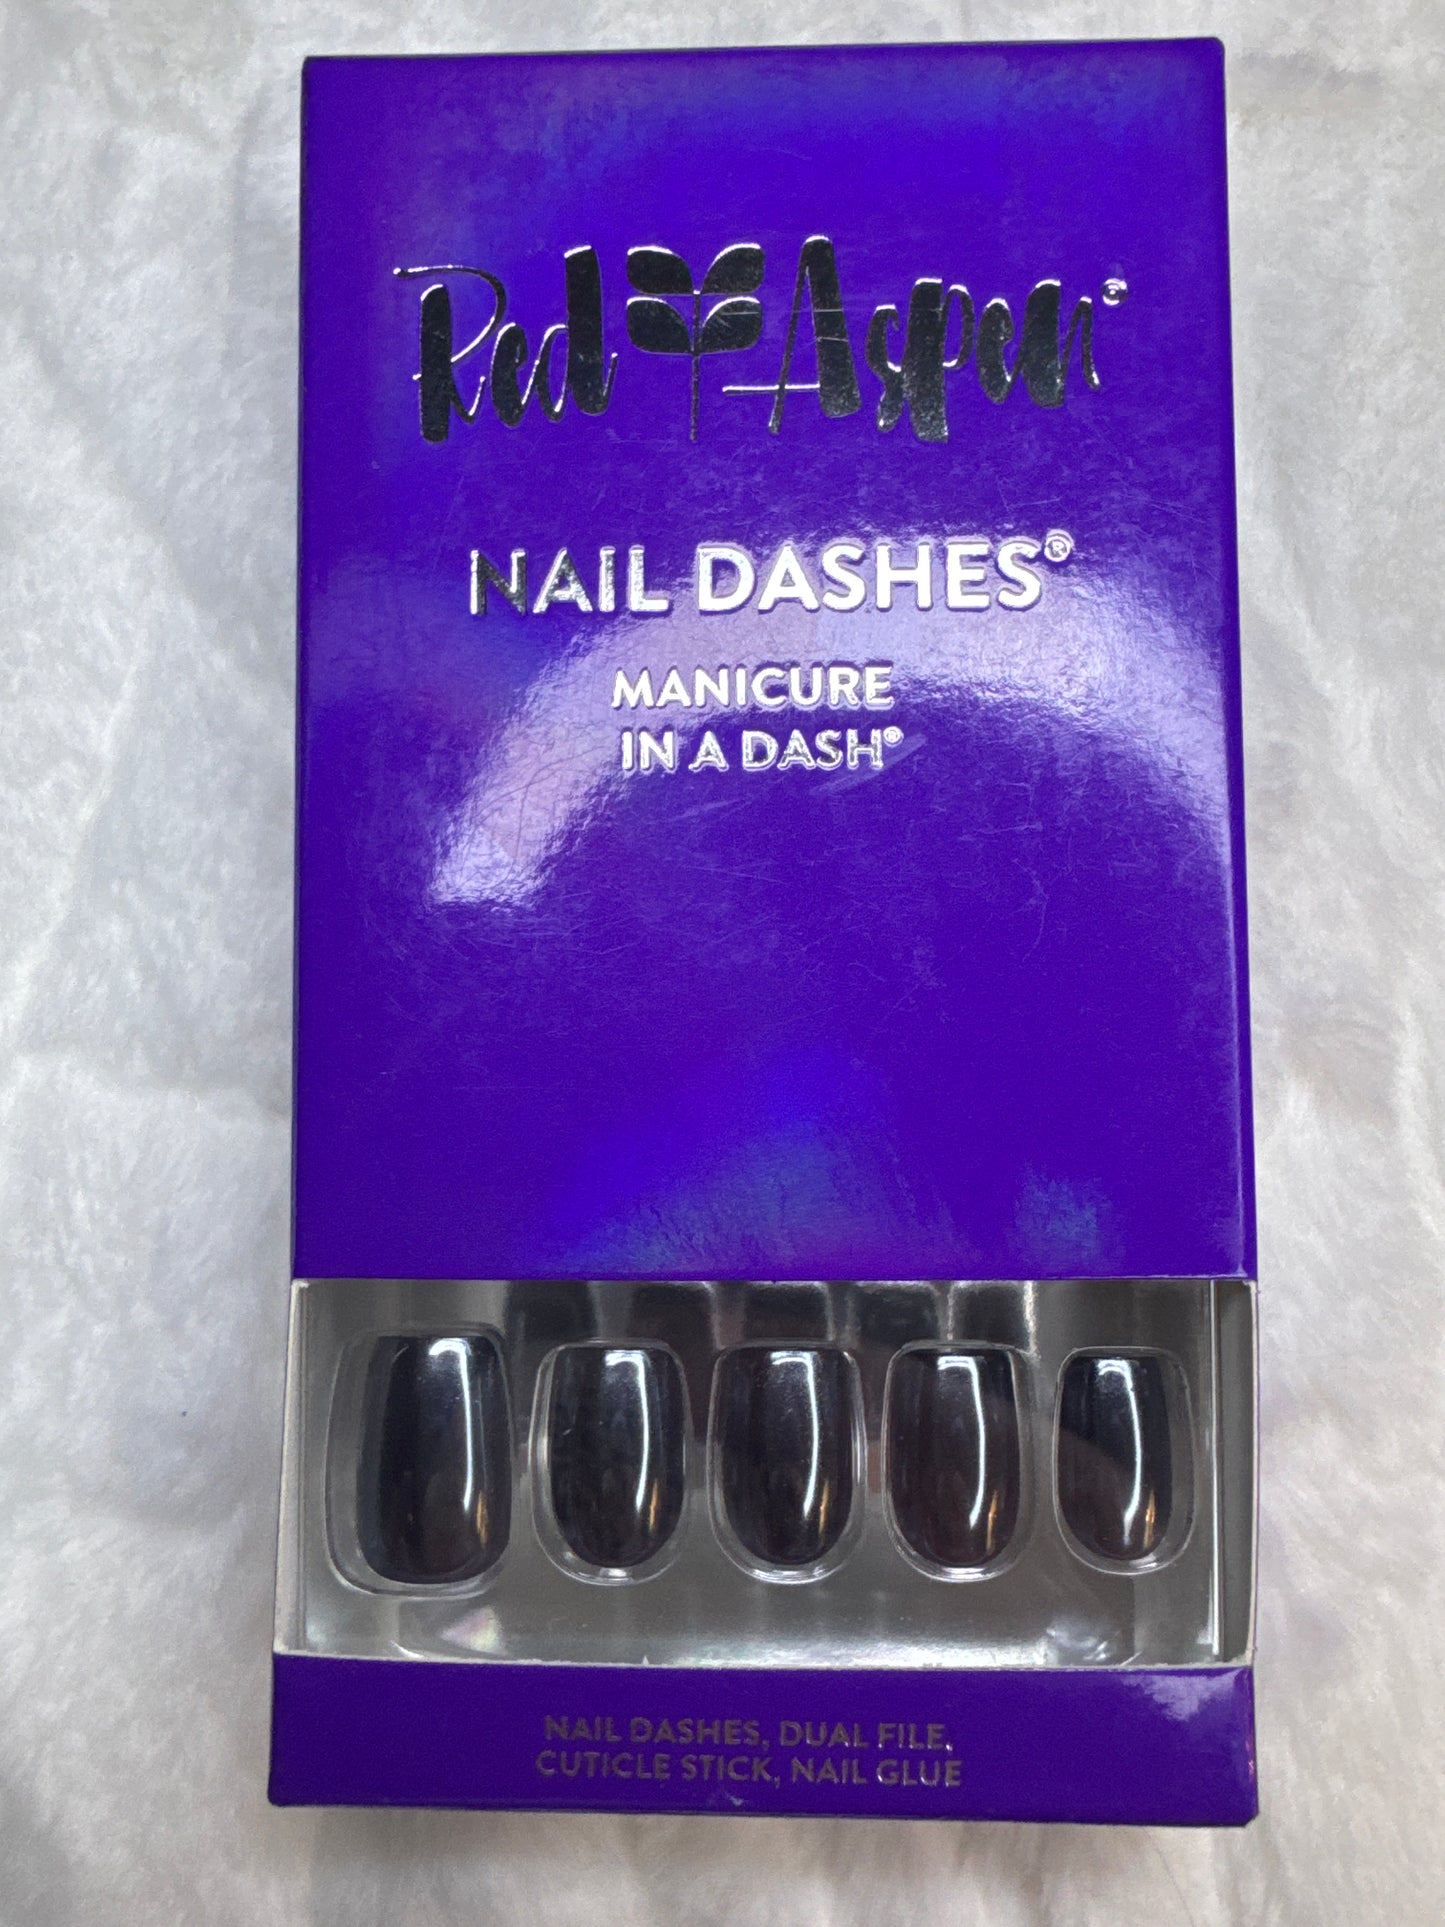 Red Aspen®
NAIL DASHES®
MANICURE
IN A DASH®
NAIL DASHES, DUAL FILE,
CUTICLE STICK, NAIL GLUE